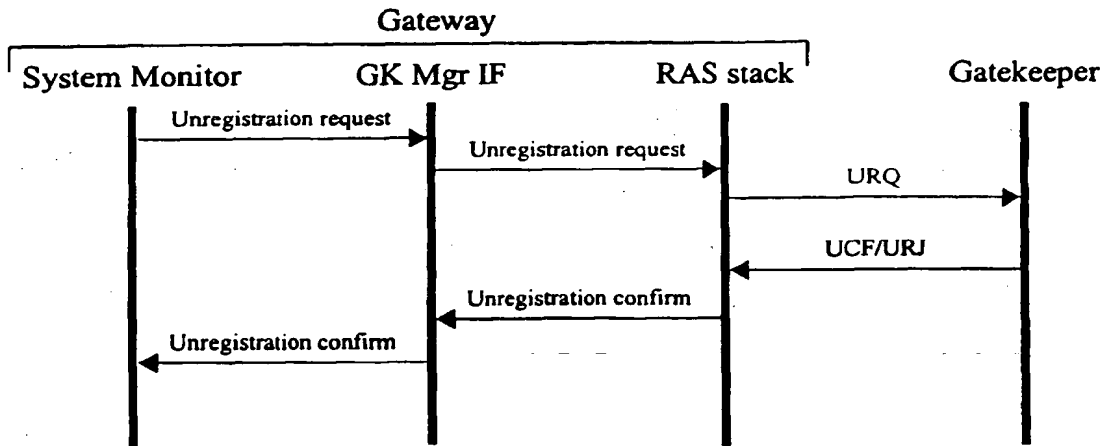 Gateway
System Monitor
GK Mgr IF
RAS stack
Gatekeeper
Unregistration request
Unregistration request
URQ
UCF/URJ
Unregistration confirm
Unregistration confirm